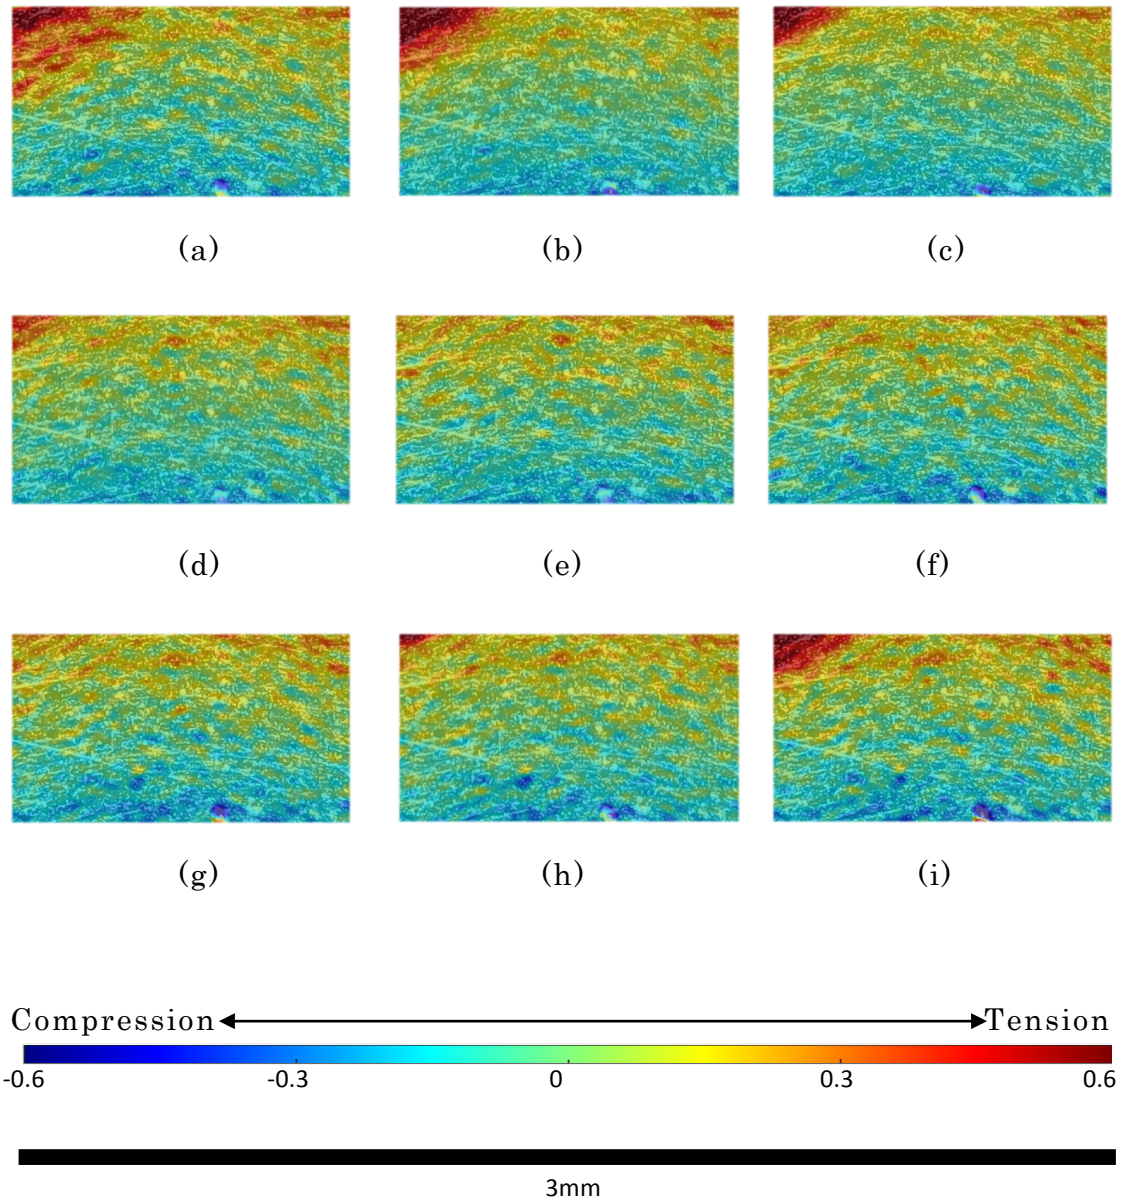 (a) (b) (c)
(d) (e) (f)
(g) (h) (i)
Compression Tension
-0.6 -0.3 0 0.3 0.6
3mm